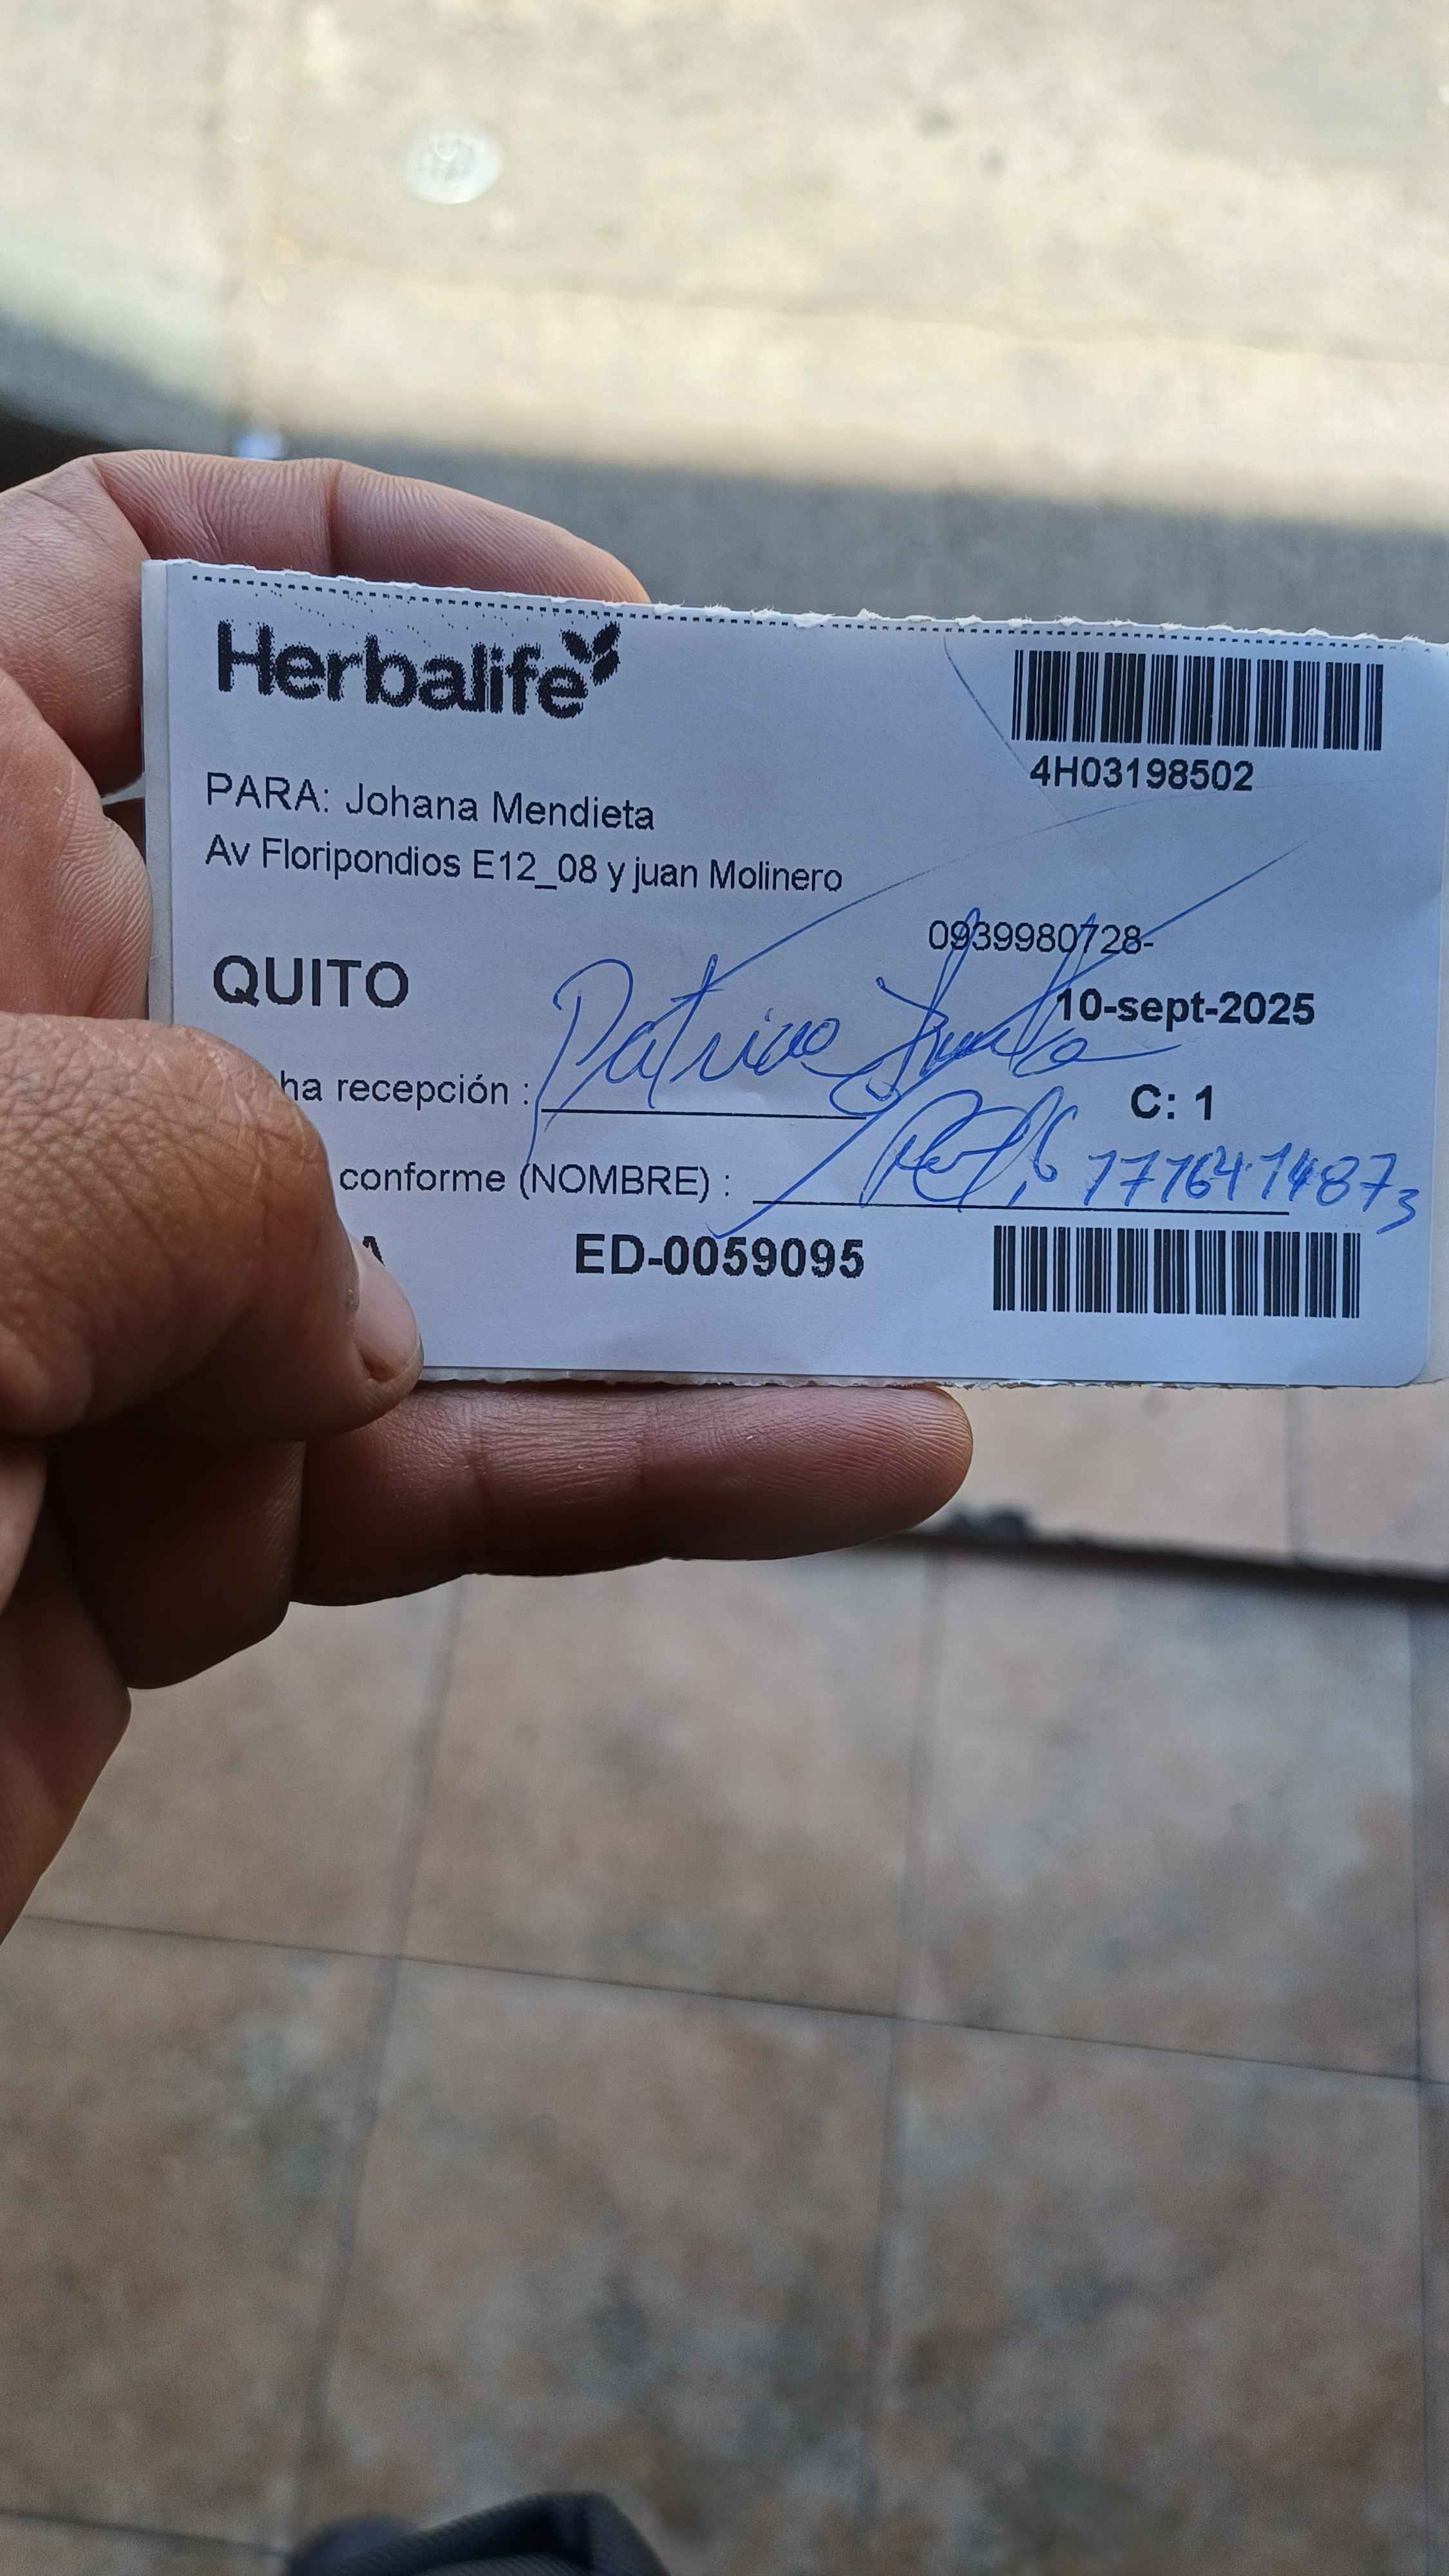 Herbalife
4H03198502
PARA: Johana Mendieta
Av Floripondios E12_08 y juan Molinero
0939980728-
QUITO
10-sept-2025
ha recepción :
Patricio
C: 1
conforme (NOMBRE) :
A
ED-0059095